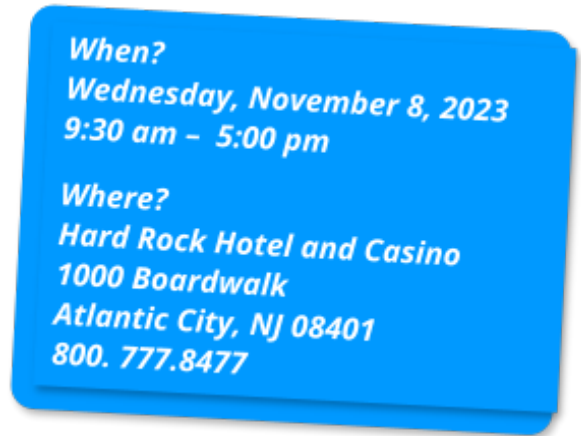 When?
Wednesday, November 8, 2023
9:30 am – 5:00 pm
Where?
Hard Rock Hotel and Casino
1000 Boardwalk
Atlantic City, NJ 08401
800. 777.8477